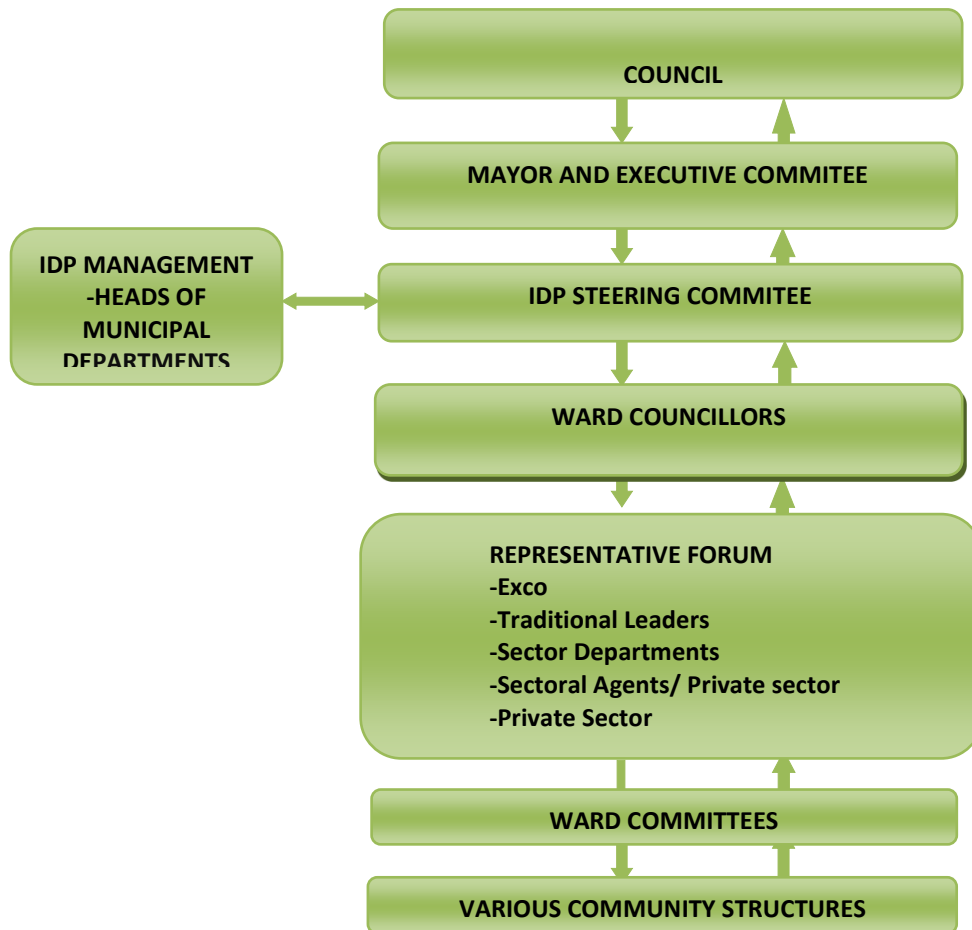 COUNCIL
MAYOR AND EXECUTIVE COMMITEE
IDP MANAGEMENT
-HEADS OF
MUNICIPAL
DEPARTMENTS
IDP STEERING COMMITEE
WARD COUNCILLORS
REPRESENTATIVE FORUM
-Exco
-Traditional Leaders
-Sector Departments
-Sectoral Agents/ Private sector
-Private Sector
WARD COMMITTEES
VARIOUS COMMUNITY STRUCTURES